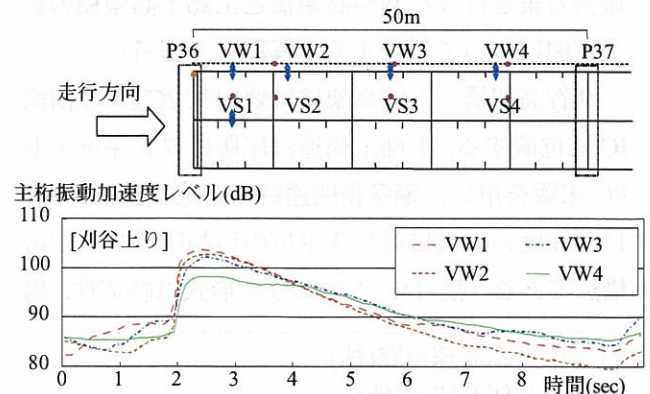 50m
P36 VW1 VW2 VW3 VW4 P37
走行方向
VS1 VS2 VS3 VS4
主桁振動加速度レベル(dB)
110
[刈谷上り]
VW1 VW3
100
VW2 VW4
90
80
0 1 2 3 4 5 6 7 8 時間(sec)